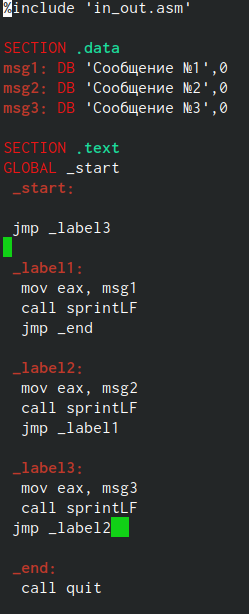 %include 'in_out.asm'
SECTION .data
msg1: DB 'Сообщение №1',0
msg2: DB 'Сообщение №2',0
msg3: DB 'Сообщение №3',0
SECTION .text
GLOBAL _start
_start:
jmp _label3
_label1:
mov eax, msg1
call sprintLF
jmp _end
_label2:
mov eax, msg2
call sprintLF
jmp _label1
_label3:
mov eax, msg3
call sprintLF
jmp _label2
_end:
call quit